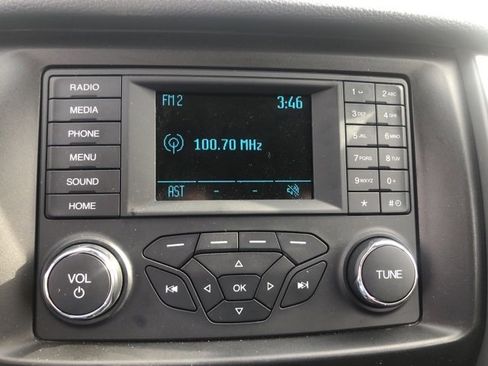 RADIO
MEDIA
PHONE
MENU
SOUND
HOME
FM2 3:46
100.70 MHz
AST - -
1 2ABC
3DEF 4GHI
5JKL 6MNO
7PQRS 8TUV
9WXYZ 0+
* #
VOL
OK
TUNE